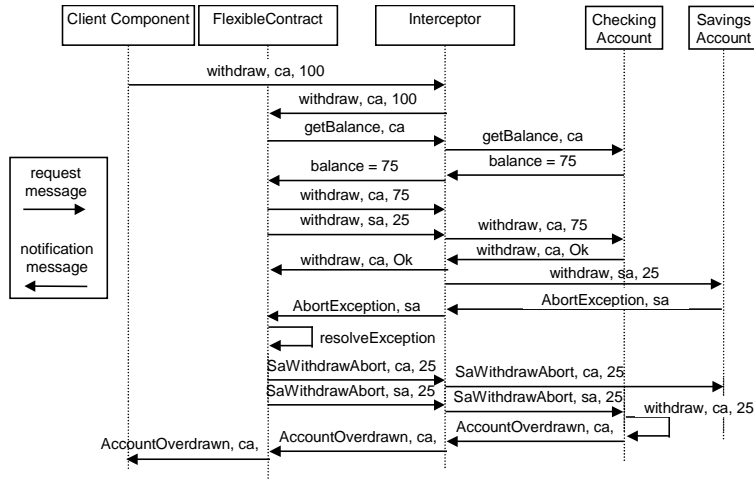 Client Component
FlexibleContract
Interceptor
Checking
Account
Savings
Account
withdraw, ca, 100
withdraw, ca, 100
getBalance, ca
getBalance, ca
balance = 75
balance = 75
request
message
notification
message
withdraw, ca, 75
withdraw, sa, 25
withdraw, ca, 75
withdraw, ca, Ok
withdraw, ca, Ok
withdraw, sa, 25
AbortException, sa
AbortException, sa
resolveException
SaWithdrawAbort, ca, 25
SaWithdrawAbort, ca, 25
SaWithdrawAbort, sa, 25
SaWithdrawAbort, sa, 25
withdraw, ca, 25
AccountOverdrawn, ca,
AccountOverdrawn, ca,
AccountOverdrawn, ca,